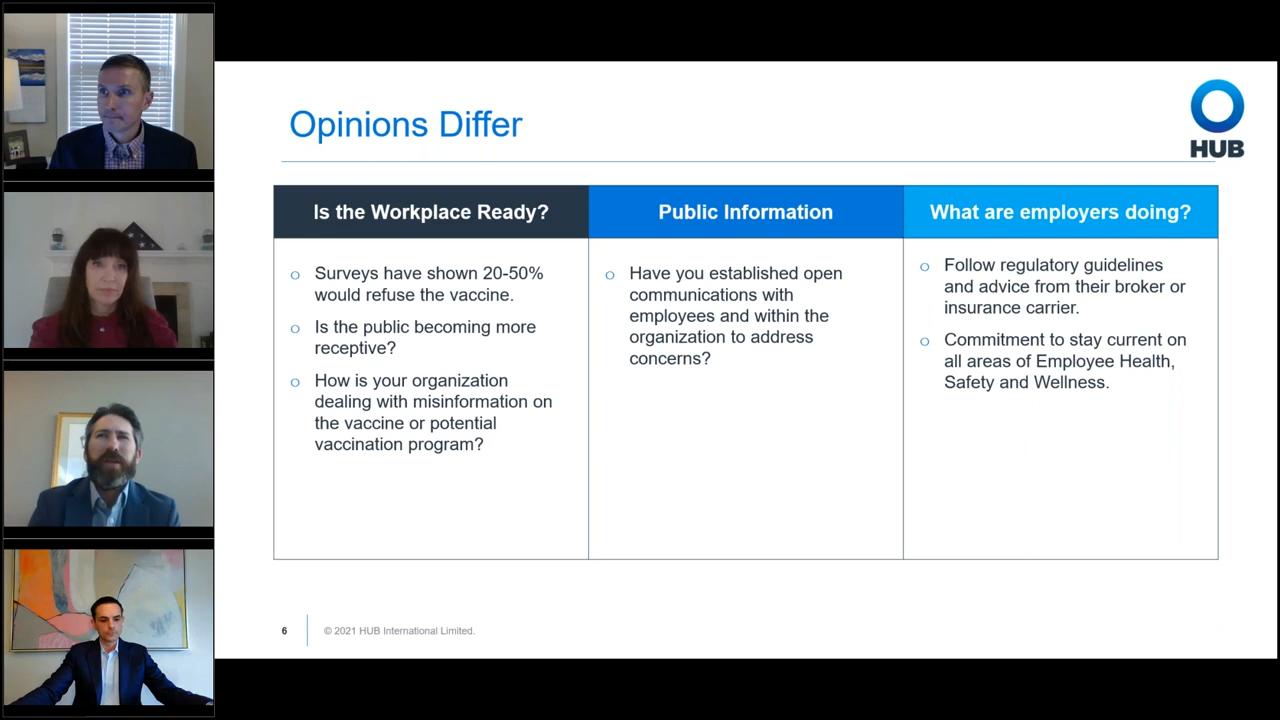 Opinions Differ
HUB
Is the Workplace Ready?
Surveys have shown 20-50%
would refuse the vaccine.
Is the public becoming more
receptive?
How is your organization
dealing with misinformation on
the vaccine or potential
vaccination program?
Public Information
Have you established open
communications with
employees and within the
organization to address
concerns?
What are employers doing?
Follow regulatory guidelines
and advice from their broker or
insurance carrier.
Commitment to stay current on
all areas of Employee Health,
Safety and Wellness.
6
© 2021 HUB International Limited.